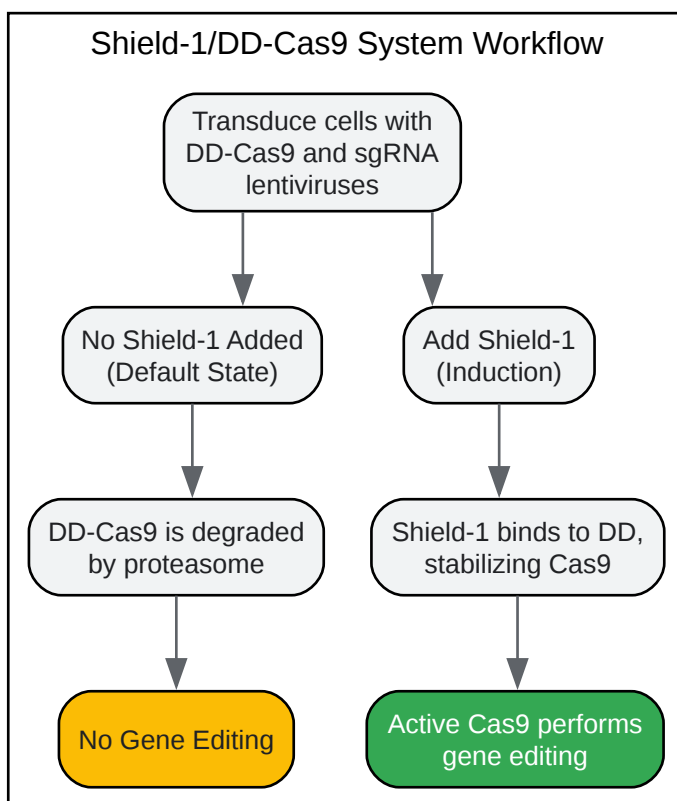 Shield-1/DD-Cas9 System Workflow
Transduce cells with
DD-Cas9 and sgRNA
lentiviruses
No Shield-1 Added
(Default State)
Add Shield-1
(Induction)
DD-Cas9 is degraded
by proteasome
Shield-1 binds to DD,
stabilizing Cas9
No Gene Editing
Active Cas9 performs
gene editing